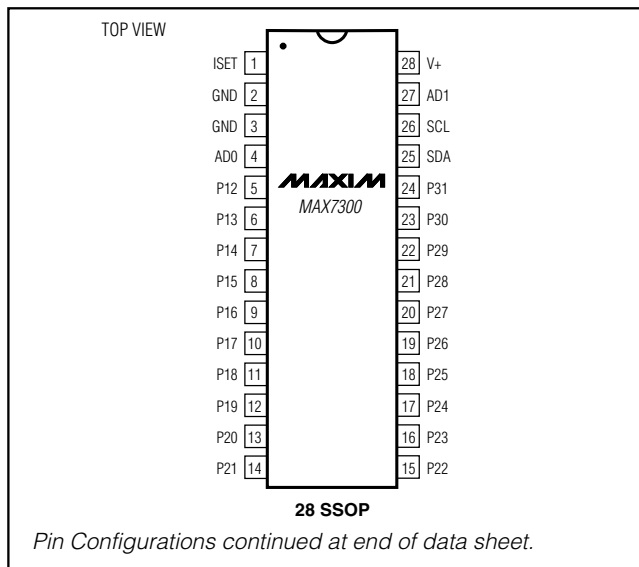 TOP VIEW
ISET 1 28 V+
GND 2 27 AD1
GND 3 26 SCL
AD0 4 25 SDA
MAXIM
P12 5 24 P31
MAX7300
P13 6 23 P30
P14 7 22 P29
P15 8 21 P28
P16 9 20 P27
P17 10 19 P26
P18 11 18 P25
P19 12 17 P24
P20 13 16 P23
P21 14 15 P22
28 SSOP
Pin Configurations continued at end of data sheet.